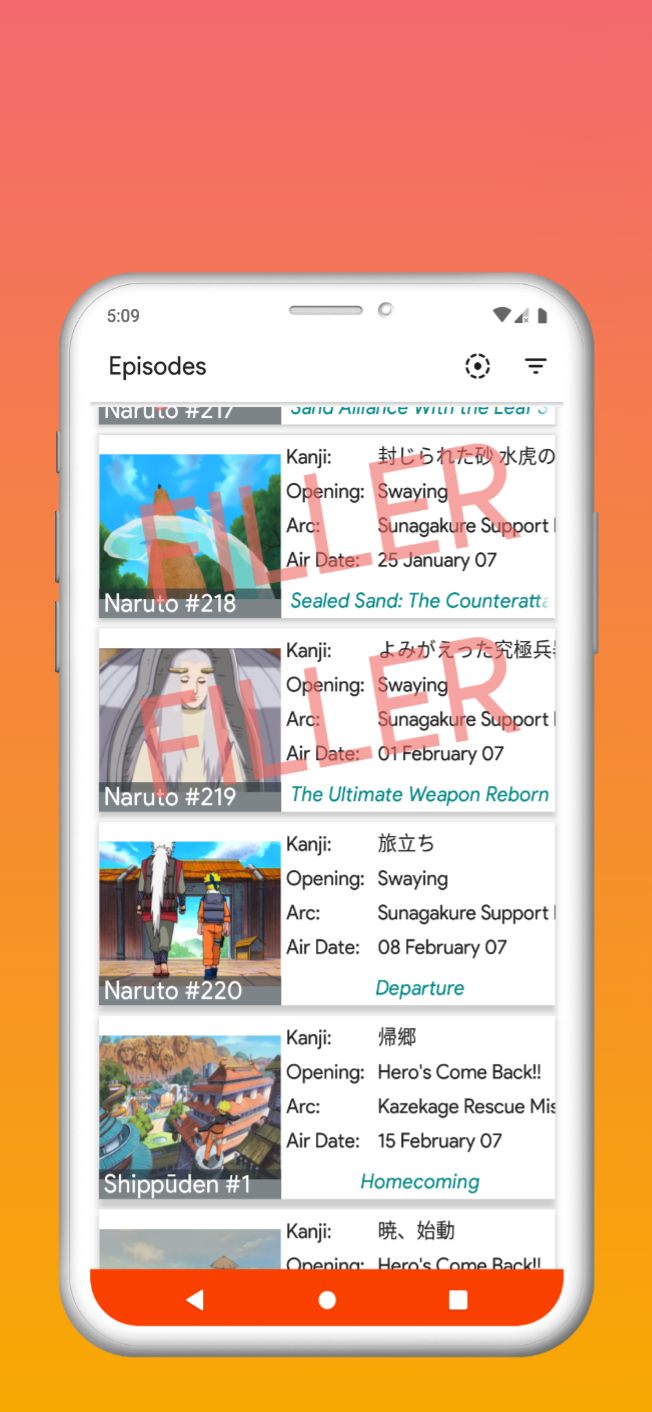 5:09
Episodes
Naruto #217
Sand Alliance With the Leaf S
Kanji: 封じられた砂 水虎の
Opening: Swaying
Arc: Sunagakure Support
Air Date: 25 January 07
FILLER
Naruto #218
Sealed Sand: The Counteratta
Kanji: よみがえった究極兵
Opening: Swaying
Arc: Sunagakure Support
Air Date: 01 February 07
FILLER
Naruto #219
The Ultimate Weapon Reborn
Kanji: 旅立ち
Opening: Swaying
Arc: Sunagakure Support
Air Date: 08 February 07
Naruto #220
Departure
Kanji: 帰郷
Opening: Hero's Come Back!!
Arc: Kazekage Rescue Mis
Air Date: 15 February 07
Shippūden #1
Homecoming
Kanji: 暁、始動
Opening: Hero's Come Back!!